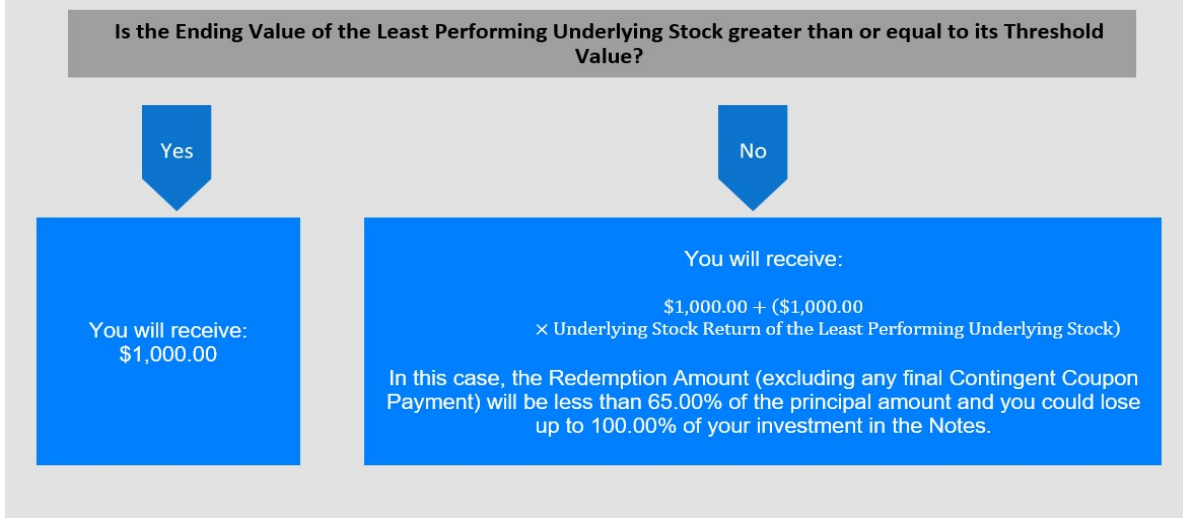 Is the Ending Value of the Least Performing Underlying Stock greater than or equal to its Threshold
Value?
Yes
No
You will receive:
$1,000.00
You will receive:
$1,000.00 + ($1,000.00
× Underlying Stock Return of the Least Performing Underlying Stock)
In this case, the Redemption Amount (excluding any final Contingent Coupon
Payment) will be less than 65.00% of the principal amount and you could lose
up to 100.00% of your investment in the Notes.